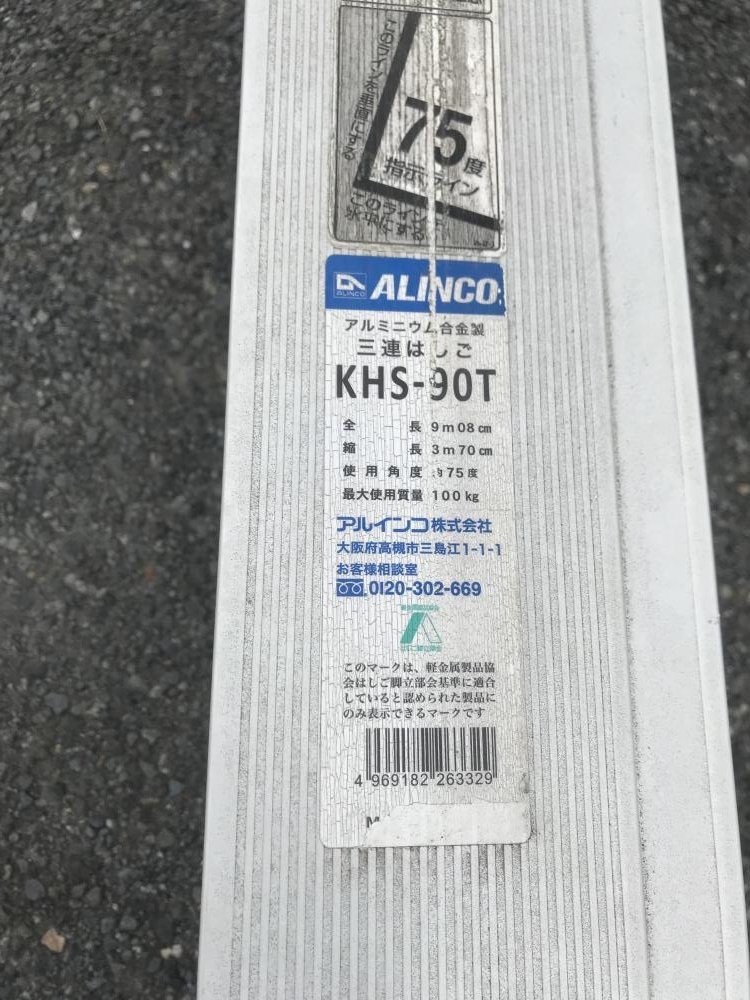 このラインを垂直にする
75度
指示ライン
このラインを
水平にする
ALINCO
ALINCO
アルミニウム合金製
三連はしご
KHS-90T
全長 9m08cm
縮長 3m70cm
使用角度 約75度
最大使用質量 100kg
アルインコ株式会社
大阪府高槻市三島江1-1-1
お客様相談室
0120-302-669
このマークは、軽金属製品協
会はしご脚立部会基準に適合
していると認められた製品に
のみ表示できるマークです
4 969182 263329